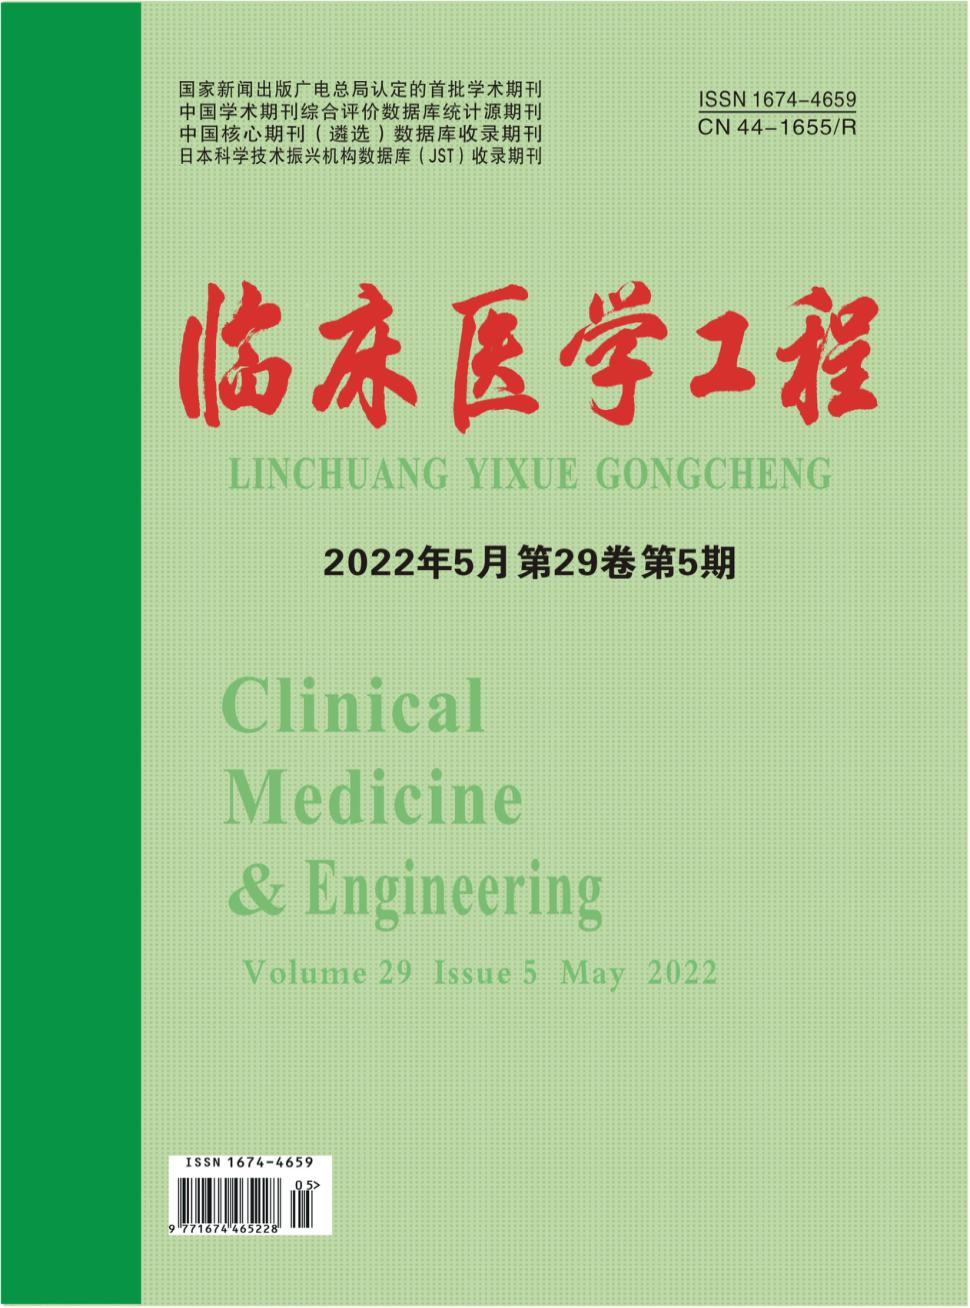 国家新闻出版广电总局认定的首批学术期刊
中国学术期刊综合评价数据库统计源期刊
中国核心期刊（遴选）数据库收录期刊
日本科学技术振兴机构数据库（JST）收录期刊
ISSN 1674-4659
CN 44-1655/R
临床医学工程
LINCHUANG YIXUE GONGCHENG
2022年5月第29卷第5期
Clinical
Medicine
& Engineering
Volume 29 Issue 5 May 2022
ISSN 1674-4659
05>
9 771674 465228